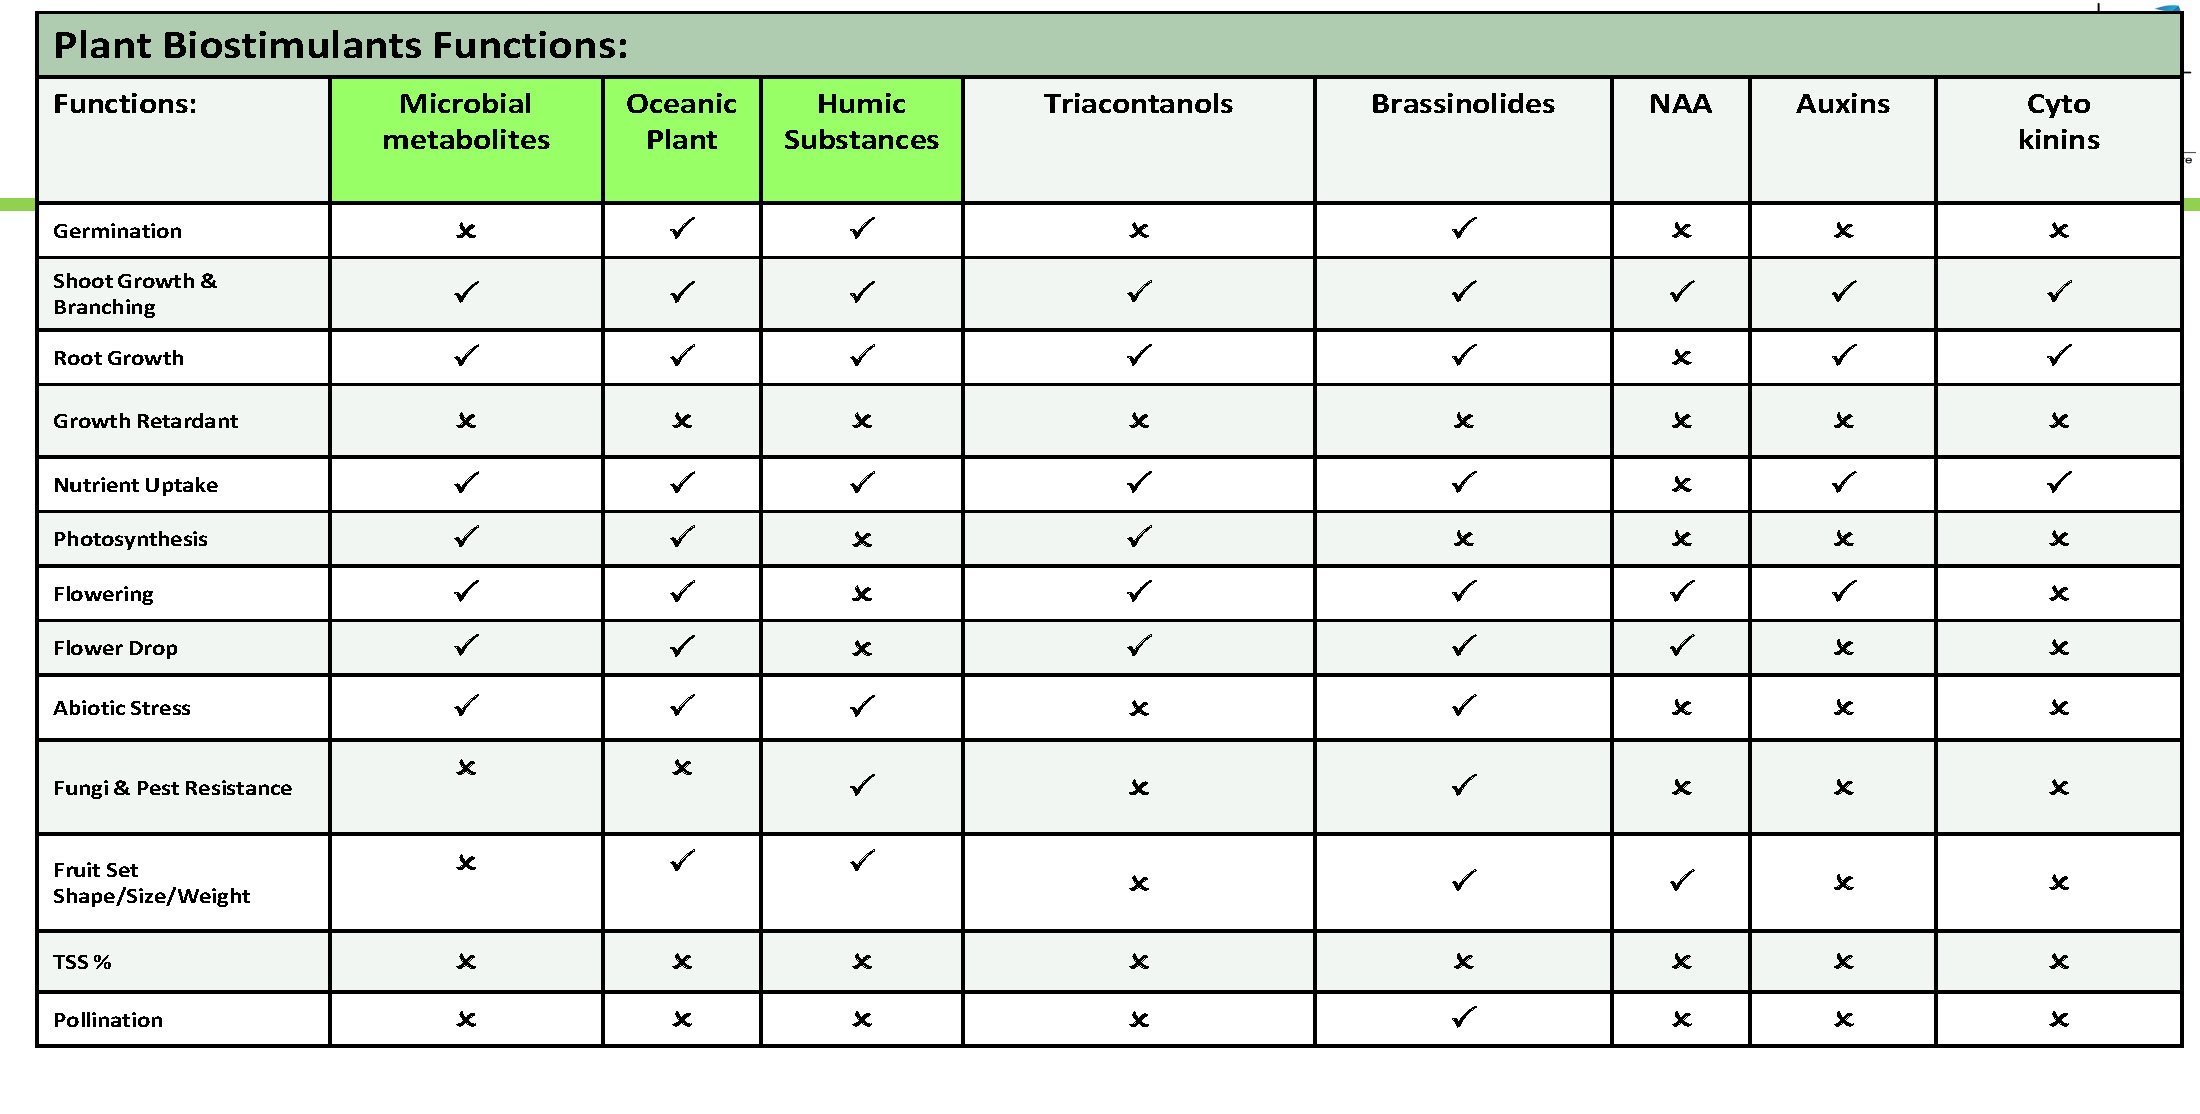 Plant Biostimulants Functions:
Functions:
Microbial
metabolites
Oceanic
Plant
Humic
Substances
Triacontanols
Brassinolides
NAA
Auxins
Cyto
kinins
Germination ✗ ✓ ✓ ✗ ✓ ✗ ✗ ✗
Shoot Growth &
Branching ✓ ✓ ✓ ✓ ✓ ✓ ✓ ✓
Root Growth ✓ ✓ ✓ ✓ ✓ ✗ ✓ ✓
Growth Retardant ✗ ✗ ✗ ✗ ✗ ✗ ✗ ✗
Nutrient Uptake ✓ ✓ ✓ ✓ ✓ ✗ ✓ ✓
Photosynthesis ✓ ✓ ✗ ✓ ✗ ✗ ✗ ✗
Flowering ✓ ✓ ✗ ✓ ✓ ✓ ✓ ✗
Flower Drop ✓ ✓ ✗ ✓ ✓ ✓ ✗ ✗
Abiotic Stress ✓ ✓ ✓ ✗ ✓ ✗ ✗ ✗
Fungi & Pest Resistance ✗ ✗ ✓ ✗ ✓ ✗ ✗ ✗
Fruit Set
Shape/Size/Weight ✗ ✓ ✓ ✗ ✓ ✓ ✗ ✗
TSS % ✗ ✗ ✗ ✗ ✗ ✗ ✗ ✗
Pollination ✗ ✗ ✗ ✗ ✓ ✗ ✗ ✗